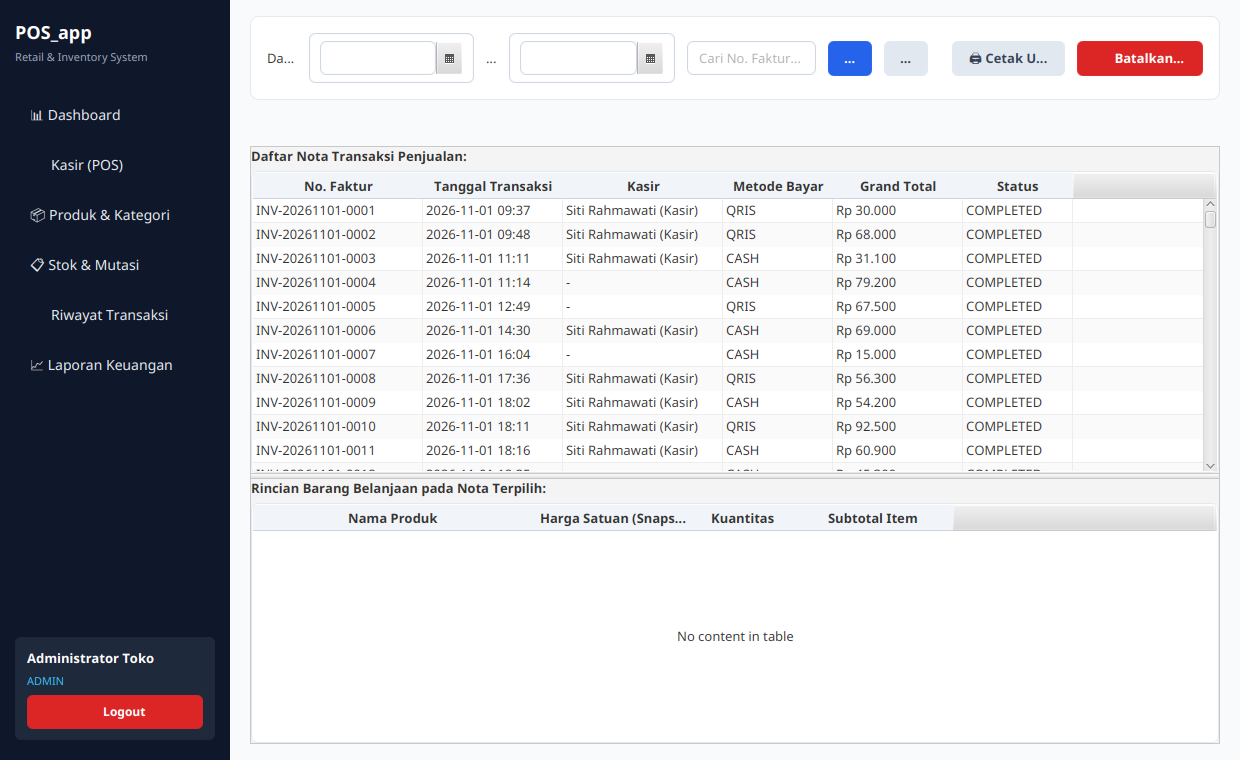 POS_app
Retail & Inventory System
Dashboard
Kasir (POS)
Produk & Kategori
Stok & Mutasi
Riwayat Transaksi
Laporan Keuangan
Administrator Toko
ADMIN
Logout
Da... ... Cari No. Faktur... ... ... Cetak U... Batalkan...
Daftar Nota Transaksi Penjualan:
No. Faktur Tanggal Transaksi Kasir Metode Bayar Grand Total Status
INV-20261101-0001 2026-11-01 09:37 Siti Rahmawati (Kasir) QRIS Rp 30.000 COMPLETED
INV-20261101-0002 2026-11-01 09:48 Siti Rahmawati (Kasir) QRIS Rp 68.000 COMPLETED
INV-20261101-0003 2026-11-01 11:11 Siti Rahmawati (Kasir) CASH Rp 31.100 COMPLETED
INV-20261101-0004 2026-11-01 11:14 - CASH Rp 79.200 COMPLETED
INV-20261101-0005 2026-11-01 12:49 - QRIS Rp 67.500 COMPLETED
INV-20261101-0006 2026-11-01 14:30 Siti Rahmawati (Kasir) CASH Rp 69.000 COMPLETED
INV-20261101-0007 2026-11-01 16:04 - CASH Rp 15.000 COMPLETED
INV-20261101-0008 2026-11-01 17:36 Siti Rahmawati (Kasir) QRIS Rp 56.300 COMPLETED
INV-20261101-0009 2026-11-01 18:02 Siti Rahmawati (Kasir) CASH Rp 54.200 COMPLETED
INV-20261101-0010 2026-11-01 18:11 Siti Rahmawati (Kasir) QRIS Rp 92.500 COMPLETED
INV-20261101-0011 2026-11-01 18:16 Siti Rahmawati (Kasir) CASH Rp 60.900 COMPLETED
Rincian Barang Belanjaan pada Nota Terpilih:
Nama Produk Harga Satuan (Snaps... Kuantitas Subtotal Item
No content in table